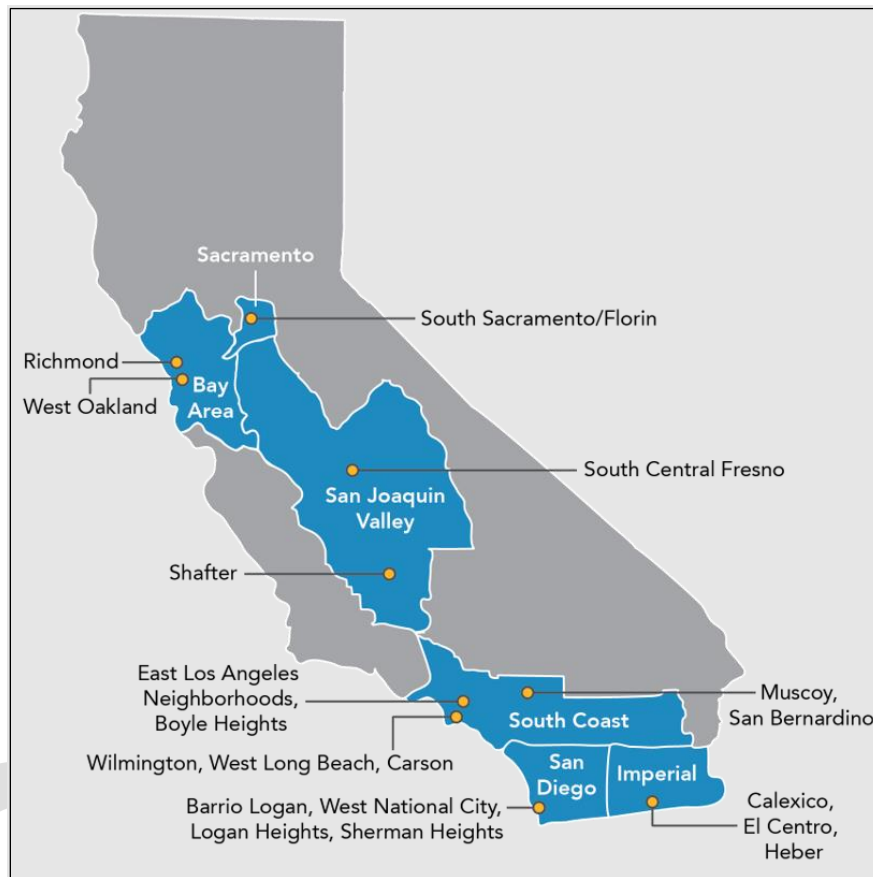 Sacramento
South Sacramento/Florin
Richmond
West Oakland
Bay
Area
South Central Fresno
San Joaquin
Valley
Shafter
East Los Angeles
Neighborhoods,
Boyle Heights
Muscoy,
San Bernardino
South Coast
Wilmington, West Long Beach, Carson
San
Diego
Imperial
Barrio Logan, West National City,
Logan Heights, Sherman Heights
Calexico,
El Centro,
Heber